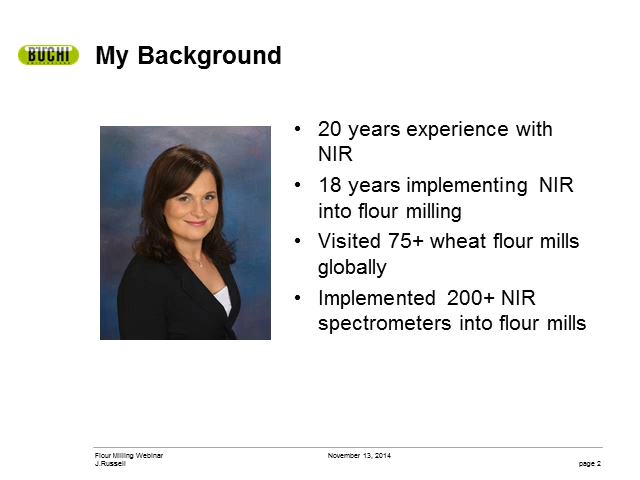 BÜCHI
My Background
• 20 years experience with
NIR
• 18 years implementing NIR
into flour milling
• Visited 75+ wheat flour mills
globally
• Implemented 200+ NIR
spectrometers into flour mills
Flour Milling Webinar
J.Russell
November 13, 2014
page 2